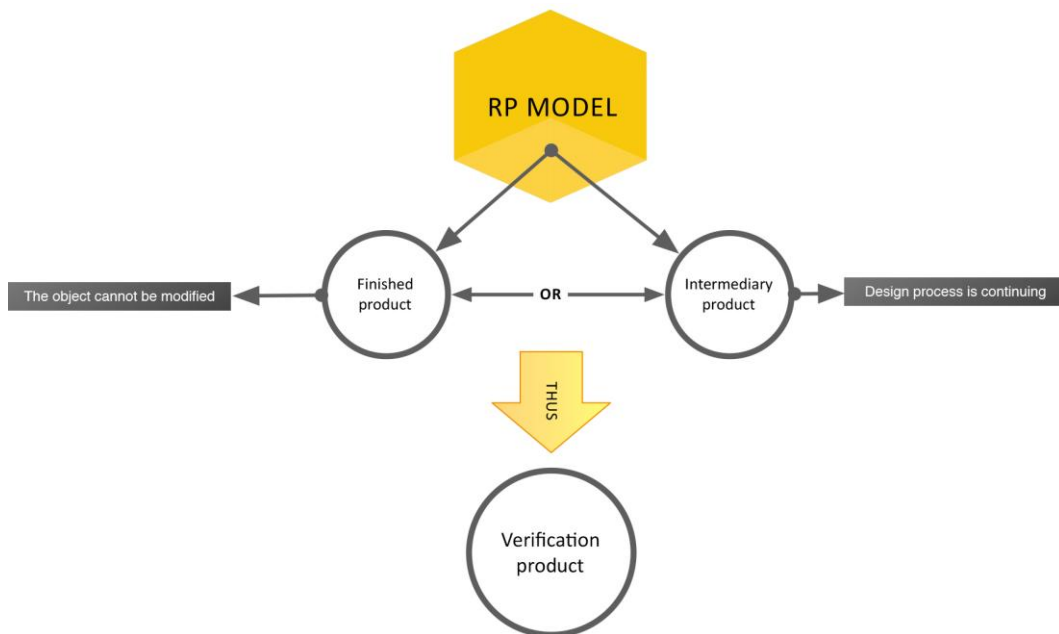 RP MODEL
Finished
product
The object cannot be modified
OR
Intermediary
product
Design process is continuing
THUS
Verification
product